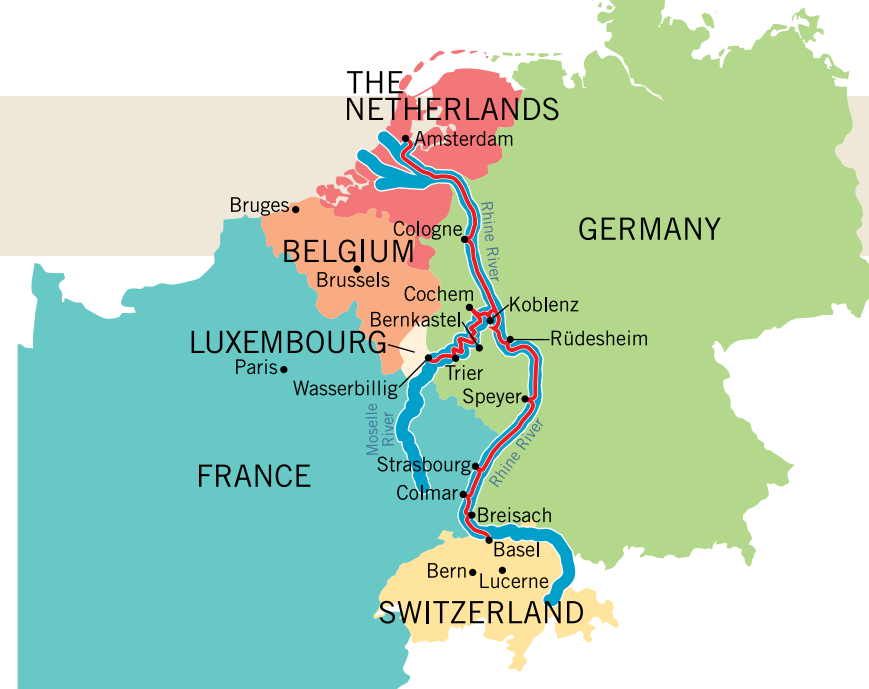 THE
NETHERLANDS
Amsterdam
Bruges
Rhine River
Cologne
GERMANY
BELGIUM
Brussels
Cochem
Koblenz
Bernkastel
LUXEMBOURG
Rüdesheim
Paris
Trier
Wasserbillig
Speyer
Moselle
River
Rhine River
Strasbourg
FRANCE
Colmar
Breisach
Basel
Bern
Lucerne
SWITZERLAND